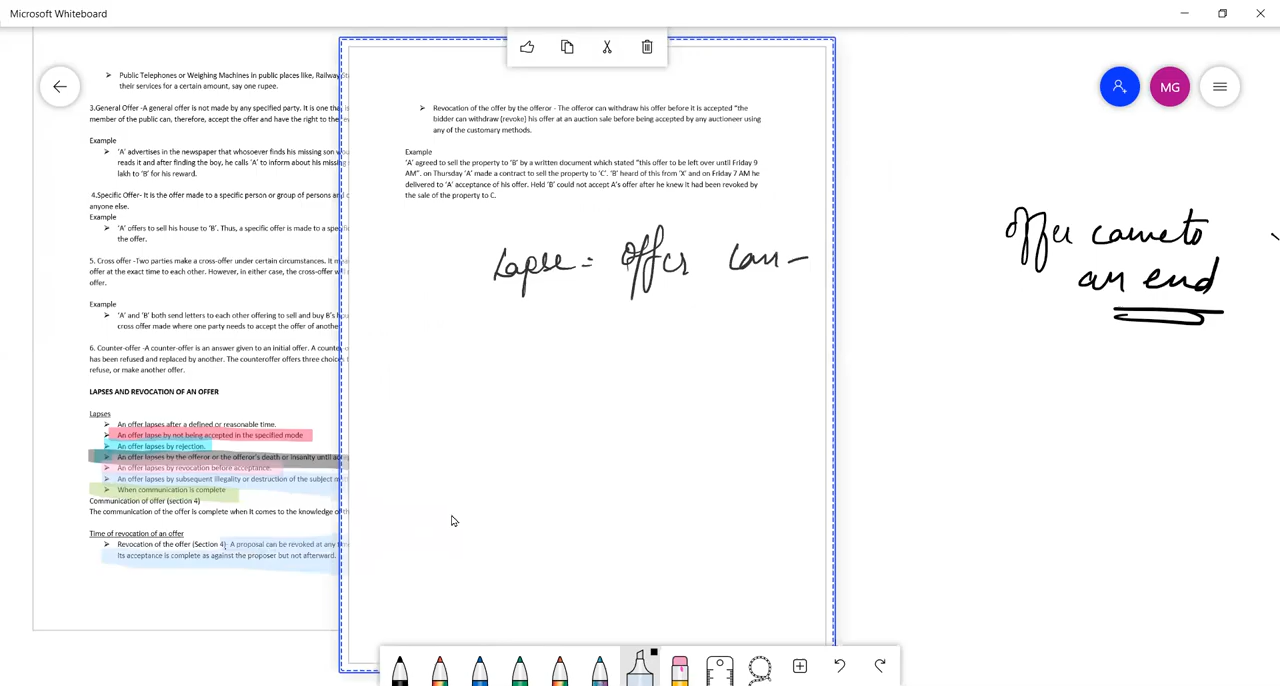 Microsoft Whiteboard
MG
Public Telephones or Weighing Machines in public places like, Railway
their services for a certain amount, say one rupee.
3.General Offer -A general offer is not made by any specified party. It is one
member of the public can, therefore, accept the offer and have the right to the
Example
'A' advertises in the newspaper that whosoever finds his missing son
reads it and after finding the boy, he calls 'A' to inform about his missing
lakh to 'B' for his reward.
4.Specific Offer- It is the offer made to a specific person or group of persons and
anyone else.
Example
'A' offers to sell his house to 'B'. Thus, a specific offer is made to a
the offer.
5. Cross offer -Two parties make a cross-offer under certain circumstances. It
offer at the exact time to each other. However, in either case, the cross-offer
offer.
Example
'A' and 'B' both send letters to each other offering to sell and buy B's
cross offer made where one party needs to accept the offer of another
6. Counter-offer -A counter-offer is an answer given to an initial offer. A
has been refused and replaced by another. The counteroffer offers three
refuse, or make another offer.
LAPSES AND REVOCATION OF AN OFFER
Lapses
An offer lapses after a defined or reasonable time.
An offer lapse by not being accepted in the specified mode
An offer lapses by rejection.
An offer lapses by the offeror or the offeror's death or insanity until
An offer lapses by revocation before acceptance.
An offer lapses by subsequent illegality or destruction of the subject
When communication is complete
Communication of offer (section 4)
The communication of the offer is complete when It comes to the knowledge of
Time of revocation of an offer
Revocation of the offer (Section 4)- A proposal can be revoked at any
Its acceptance is complete as against the proposer but not afterward.
Revocation of the offer by the offeror - The offeror can withdraw his offer before it is accepted "the
bidder can withdraw (revoke) his offer at an auction sale before being accepted by any auctioneer using
any of the customary methods.
Example
'A' agreed to sell the property to 'B' by a written document which stated "this offer to be left over until Friday 9
AM". on Thursday 'A' made a contract to sell the property to 'C'. 'B' heard of this from 'X' and on Friday 7 AM he
delivered to 'A' acceptance of his offer. Held 'B' could not accept A's offer after he knew it had been revoked by
the sale of the property to C.
Lapse = offer
offer came to
an end